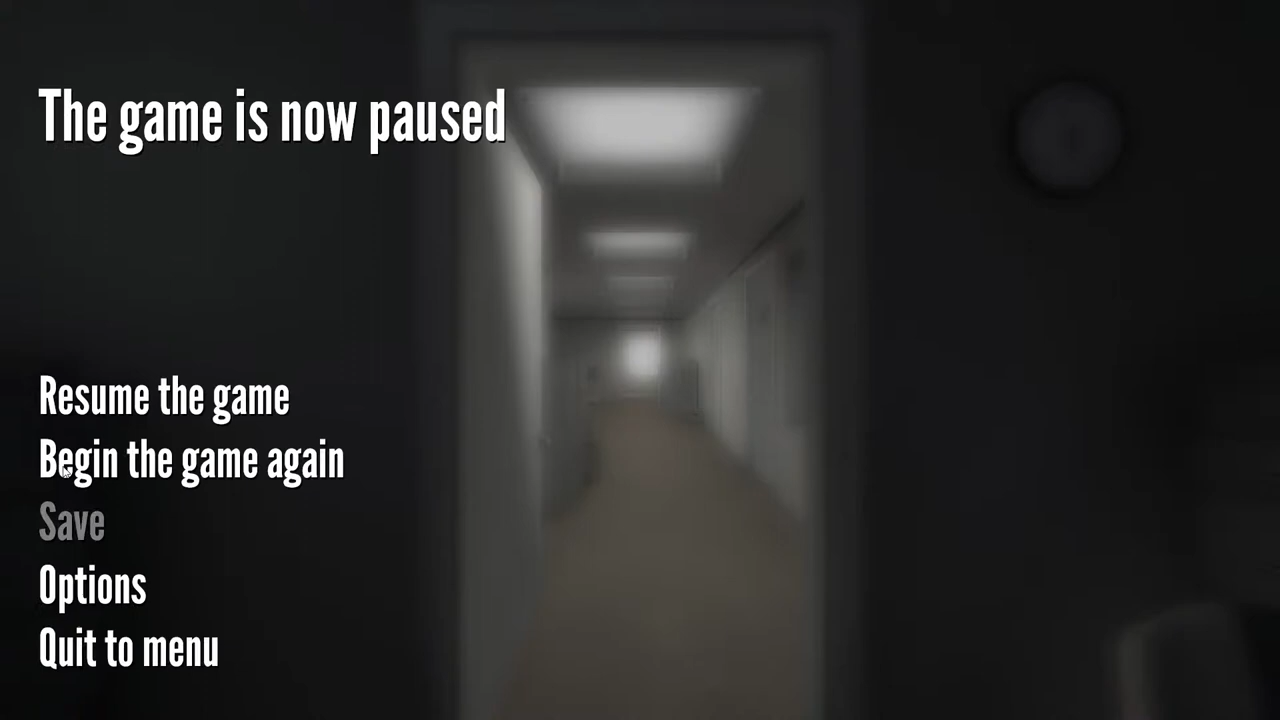 The game is now paused
Resume the game
Begin the game again
Save
Options
Quit to menu